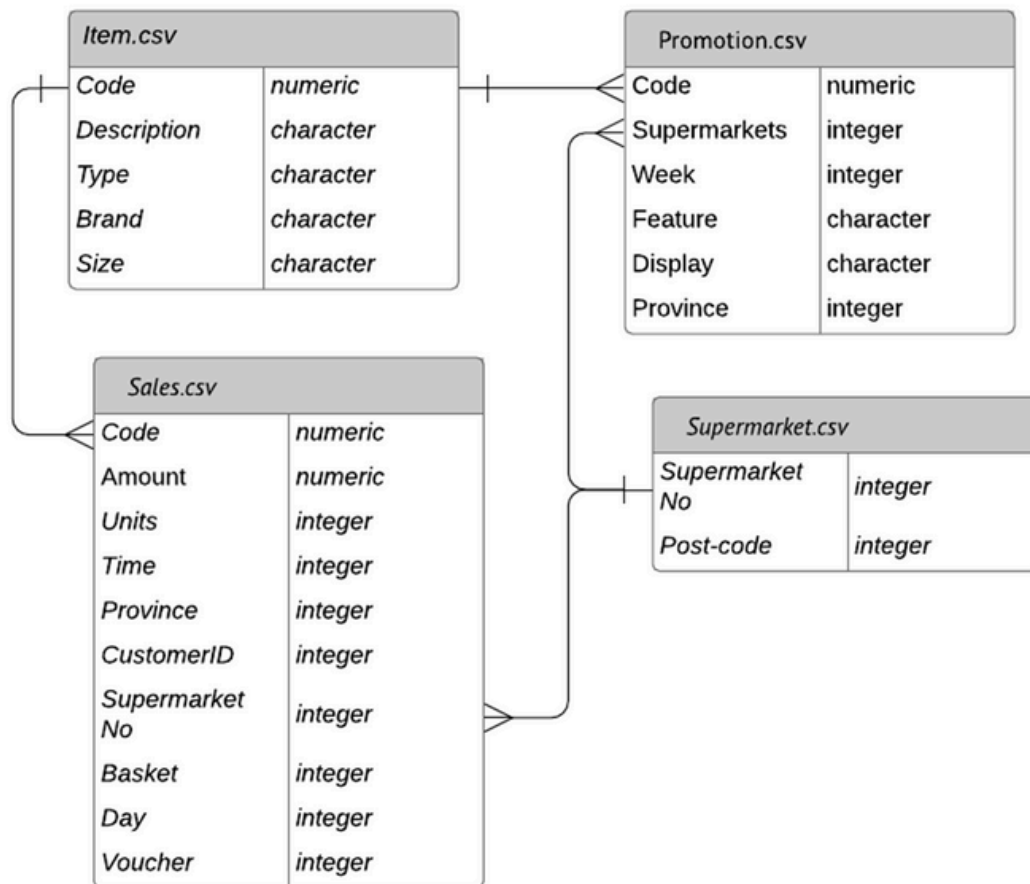 Item.csv
Code numeric
Description character
Type character
Brand character
Size character
Promotion.csv
Code numeric
Supermarkets integer
Week integer
Feature character
Display character
Province integer
Sales.csv
Code numeric
Amount numeric
Units integer
Time integer
Province integer
CustomerID integer
Supermarket
No integer
Basket integer
Day integer
Voucher integer
Supermarket.csv
Supermarket
No integer
Post-code integer